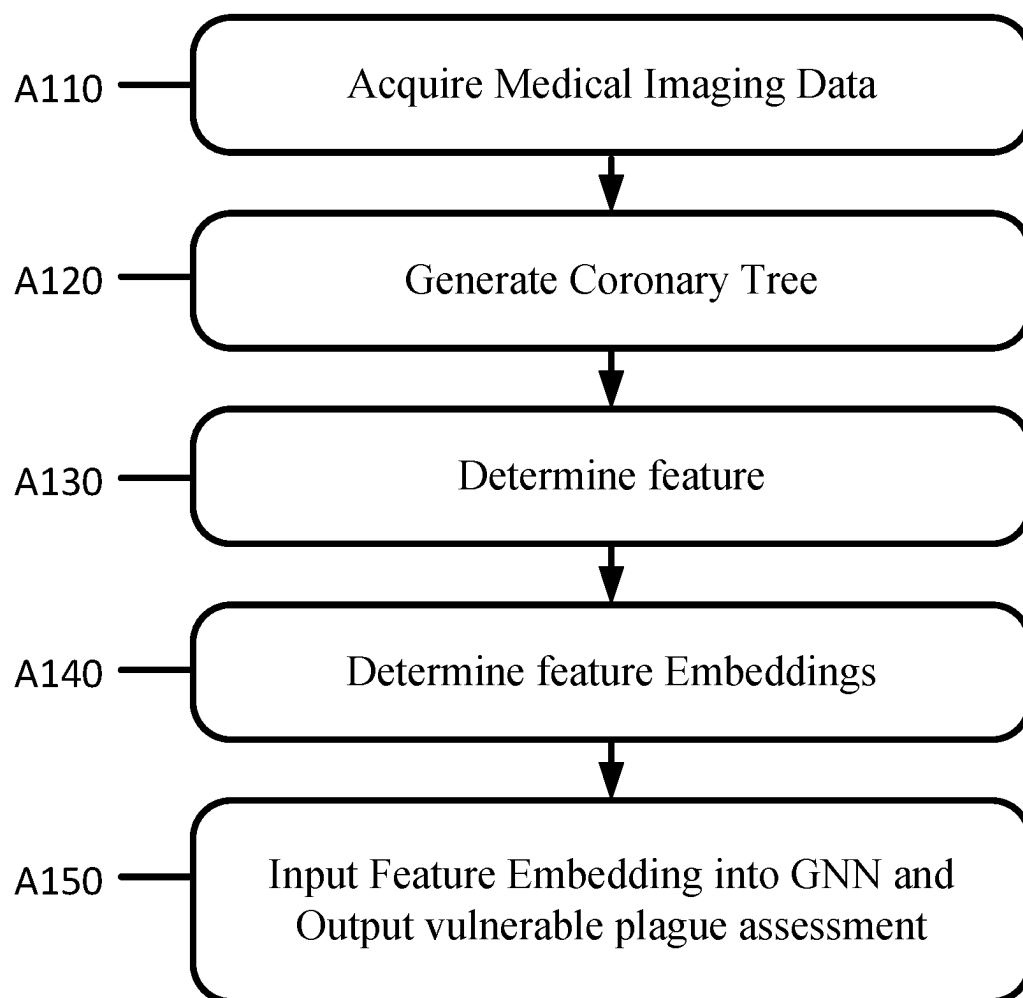 A110
Acquire Medical Imaging Data
A120
Generate Coronary Tree
A130
Determine feature
A140
Determine feature Embeddings
A150
Input Feature Embedding into GNN and
Output vulnerable plague assessment